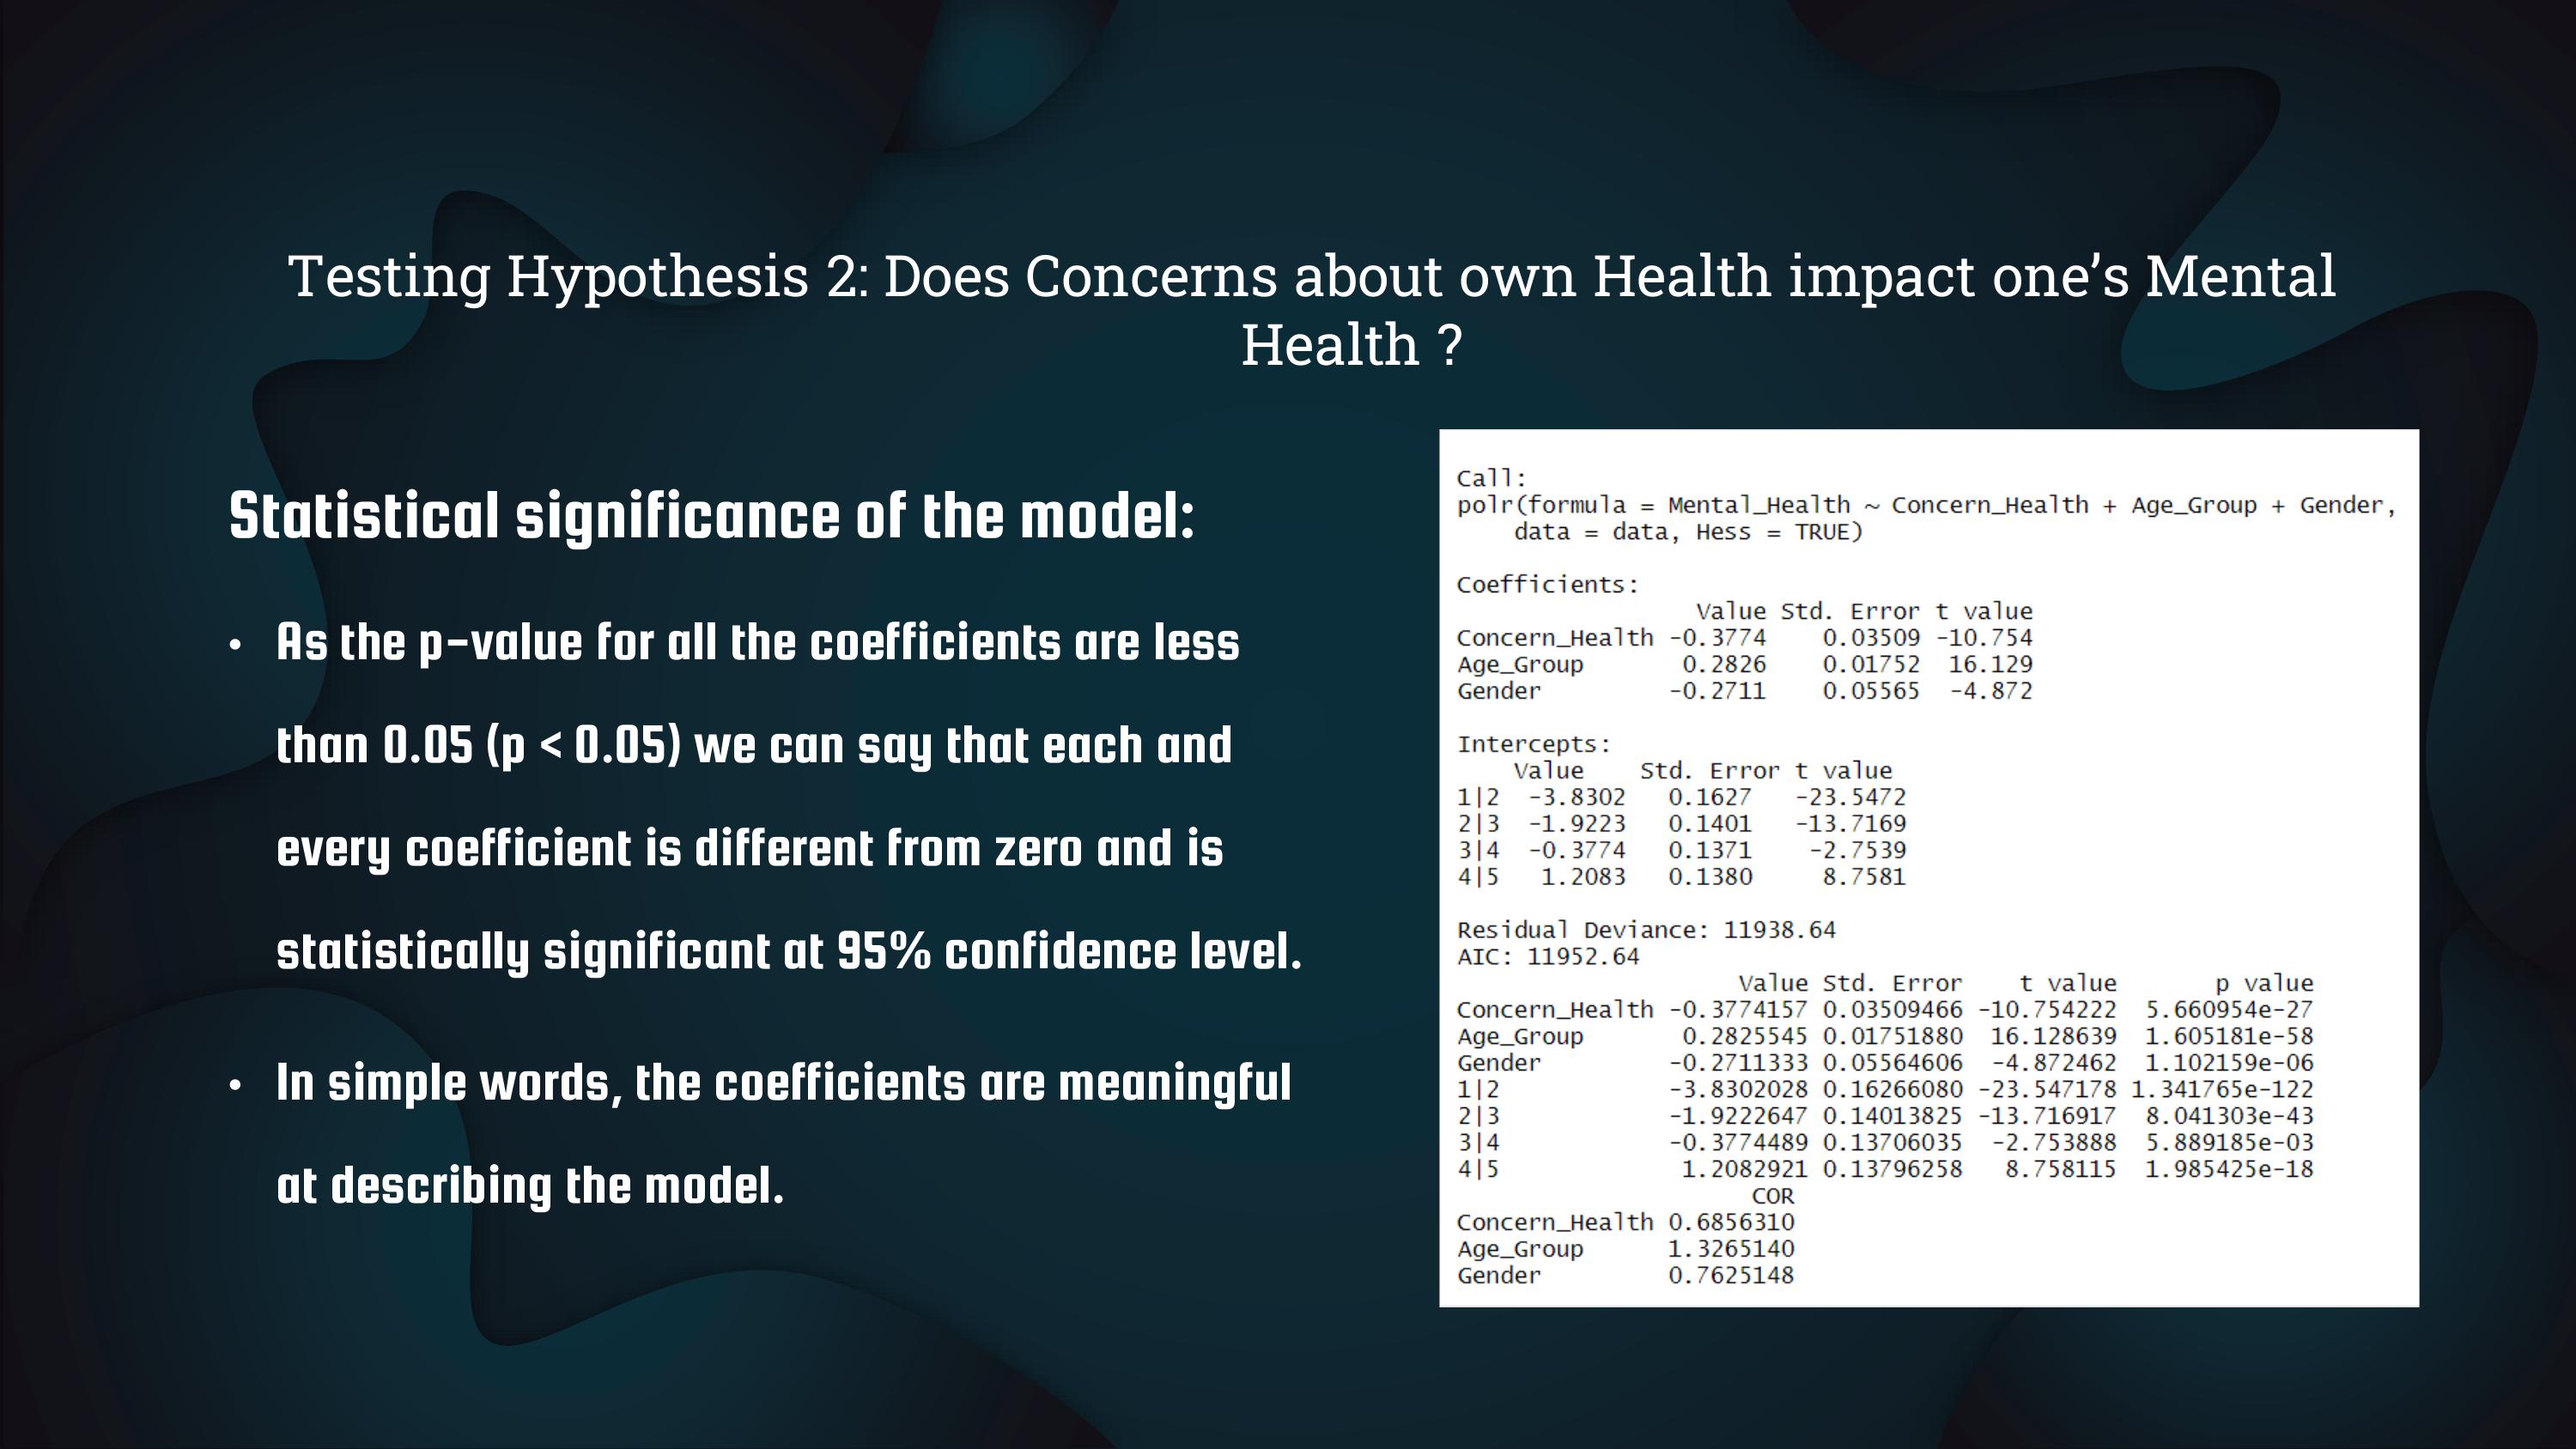 Testing Hypothesis 2: Does Concerns about own Health impact one’s Mental
Health ?
Statistical significance of the model:
• As the p-value for all the coefficients are less
than 0.05 (p < 0.05) we can say that each and
every coefficient is different from zero and is
statistically significant at 95% confidence level.
• In simple words, the coefficients are meaningful
at describing the model.
Call:
polr(formula = Mental_Health ~ Concern_Health + Age_Group + Gender,
    data = data, Hess = TRUE)
Coefficients:
                 Value Std. Error t value
Concern_Health -0.3774    0.03509 -10.754
Age_Group       0.2826    0.01752  16.129
Gender         -0.2711    0.05565  -4.872
Intercepts:
    Value    Std. Error t value
1|2  -3.8302   0.1627   -23.5472
2|3  -1.9223   0.1401   -13.7169
3|4  -0.3774   0.1371    -2.7539
4|5   1.2083   0.1380     8.7581
Residual Deviance: 11938.64
AIC: 11952.64
                    Value Std. Error    t value       p value
Concern_Health -0.3774157 0.03509466 -10.754222  5.660954e-27
Age_Group       0.2825545 0.01751880  16.128639  1.605181e-58
Gender         -0.2711333 0.05564606  -4.872462  1.102159e-06
1|2            -3.8302028 0.16266080 -23.547178 1.341765e-122
2|3            -1.9222647 0.14013825 -13.716917  8.041303e-43
3|4            -0.3774489 0.13706035  -2.753888  5.889185e-03
4|5             1.2082921 0.13796258   8.758115  1.985425e-18
                     COR
Concern_Health 0.6856310
Age_Group      1.3265140
Gender         0.7625148